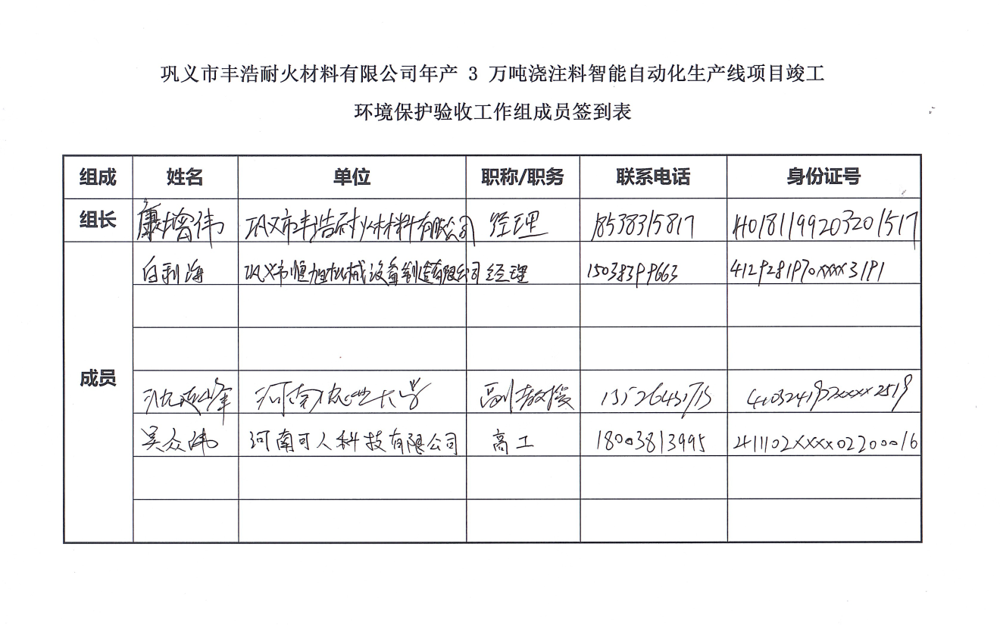 巩义市丰浩耐火材料有限公司年产 3 万吨浇注料智能自动化生产线项目竣工
环境保护验收工作组成员签到表
组成 姓名 单位 职称/职务 联系电话 身份证号
组长 康增伟 巩义市丰浩耐火材料有限公司 经理 18538315817
白利海 巩义市恒旭机械设备制造有限公司 经理 15038399663 4129281970xxxx3191
成员
河南农业大学 副教授
吴众伟 河南可人科技有限公司 高工 18003813995 411102xxxx02200016